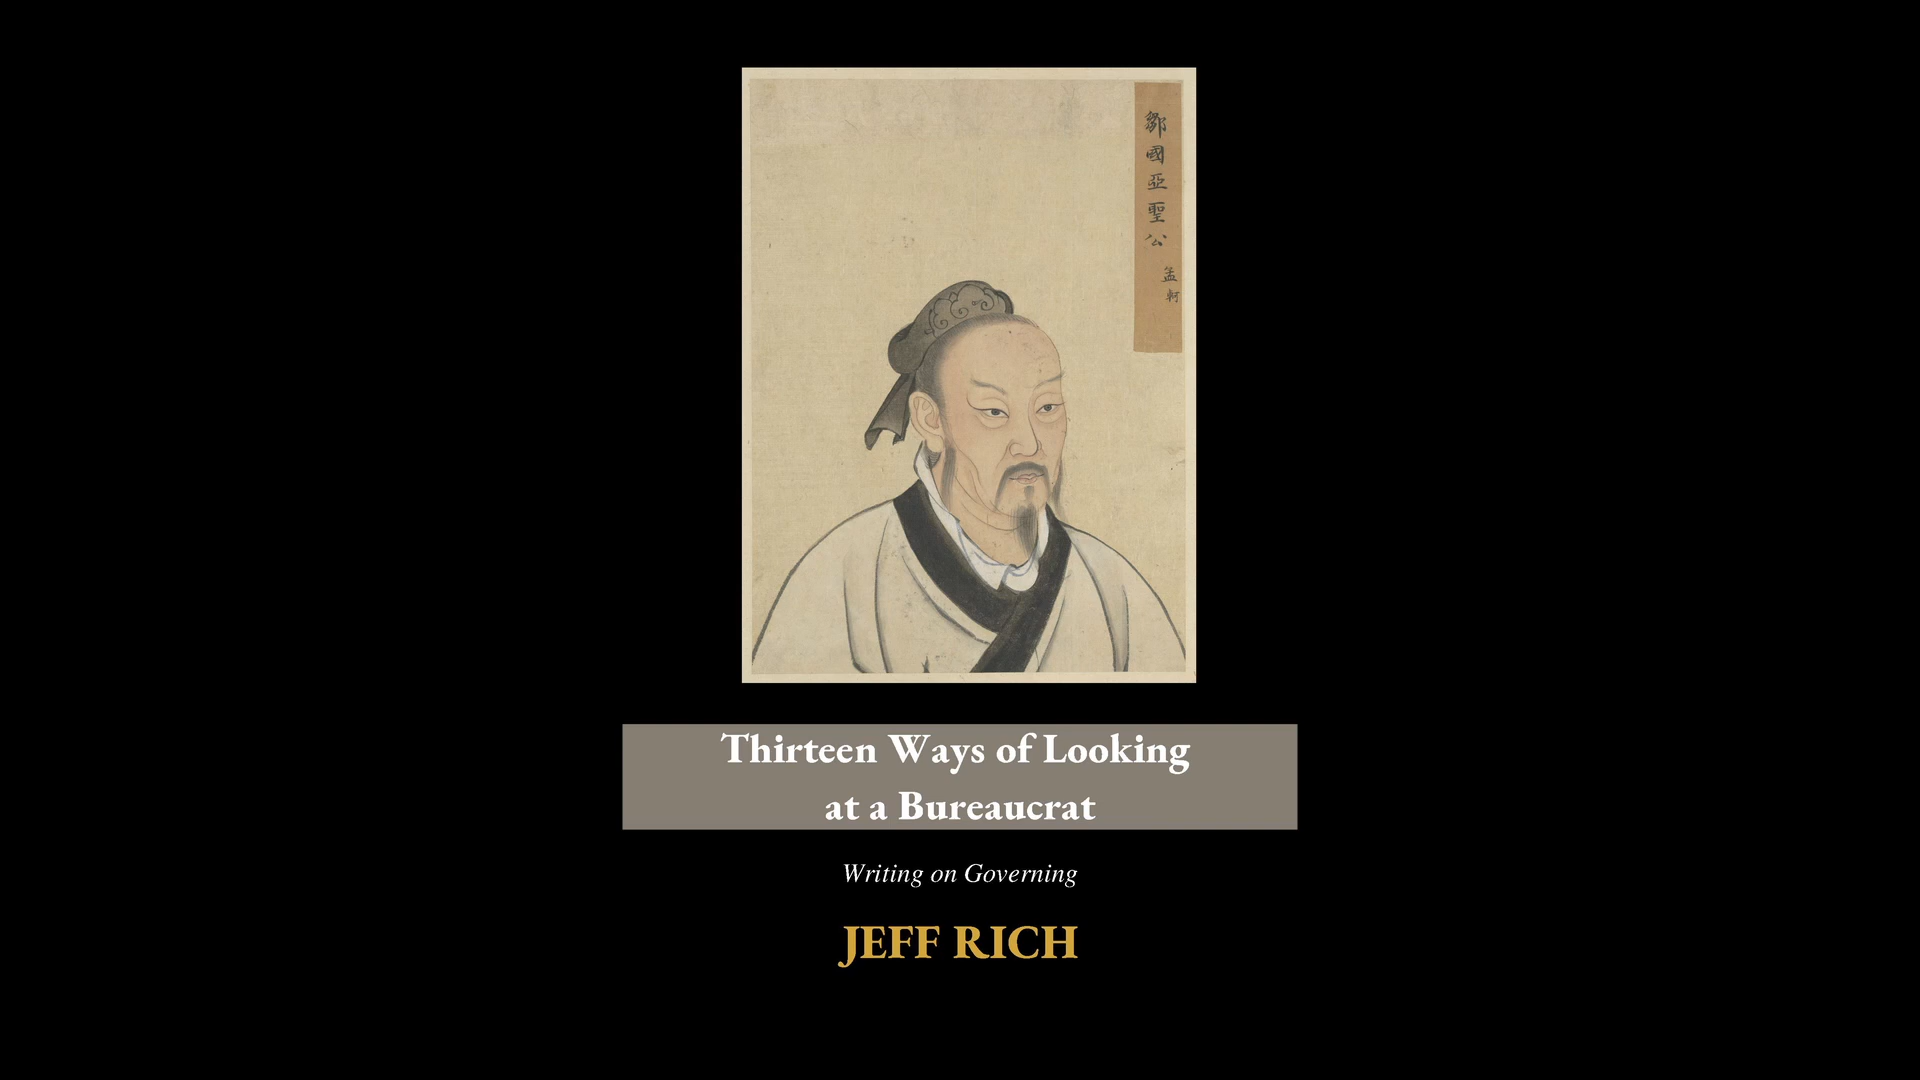 鄒國亞聖公
孟軻
Thirteen Ways of Looking
at a Bureaucrat
Writing on Governing
JEFF RICH